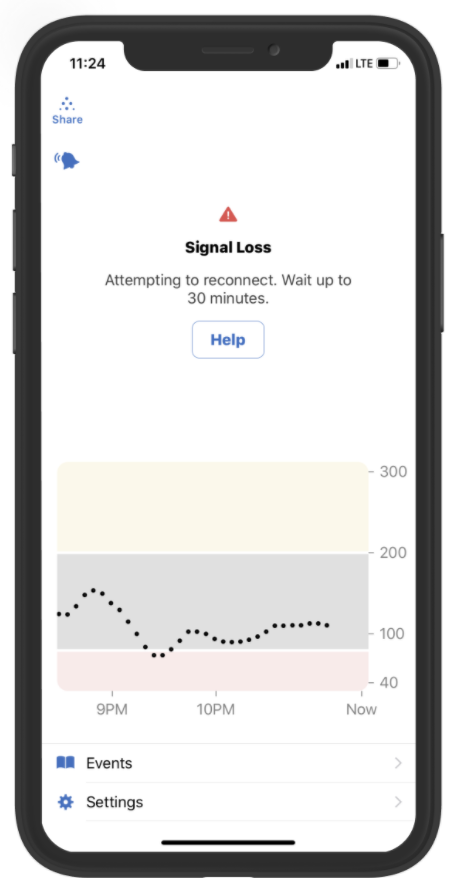 11:24
LTE
Share
Signal Loss
Attempting to reconnect. Wait up to
30 minutes.
Help
300
200
100
40
9PM 10PM Now
Events
Settings